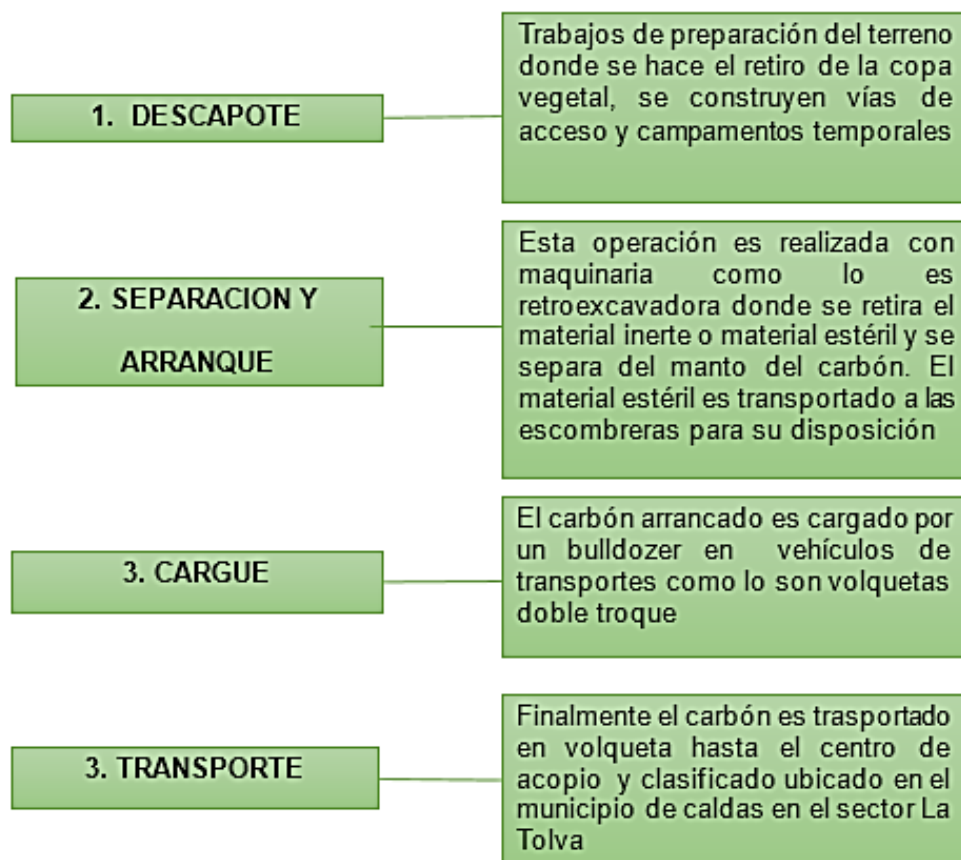 1. DESCAPOTE
Trabajos de preparación del terreno
donde se hace el retiro de la copa
vegetal, se construyen vías de
acceso y campamentos temporales
2. SEPARACION Y
ARRANQUE
Esta operación es realizada con
maquinaria como lo es
retroexcavadora donde se retira el
material inerte o material estéril y se
separa del manto del carbón. El
material estéril es transportado a las
escombreras para su disposición
3. CARGUE
El carbón arrancado es cargado por
un bulldozer en vehículos de
transportes como lo son volquetas
doble troque
3. TRANSPORTE
Finalmente el carbón es trasportado
en volqueta hasta el centro de
acopio y clasificado ubicado en el
municipio de caldas en el sector La
Tolva